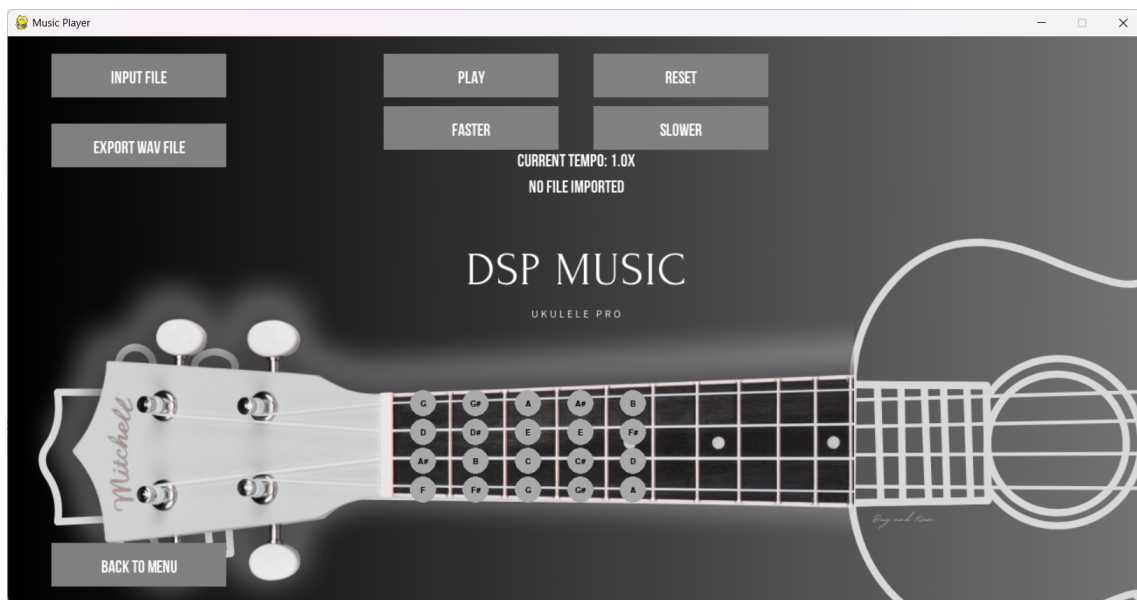 Music Player
INPUT FILE
PLAY
RESET
EXPORT WAV FILE
FASTER
SLOWER
CURRENT TEMPO: 1.0X
NO FILE IMPORTED
DSP MUSIC
UKULELE PRO
Mitchell
G G# A A# B
D D# E E F#
A# B C C# D
F F# G G# A
BACK TO MENU